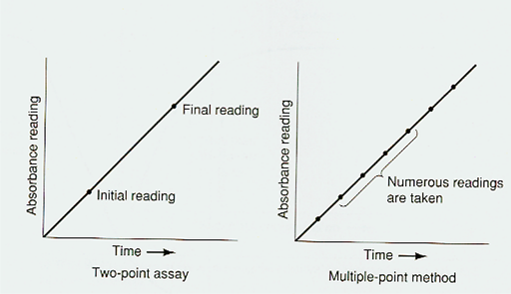 Absorbance reading
Final reading
Initial reading
Time
Two-point assay
Absorbance reading
Numerous readings
are taken
Time
Multiple-point method